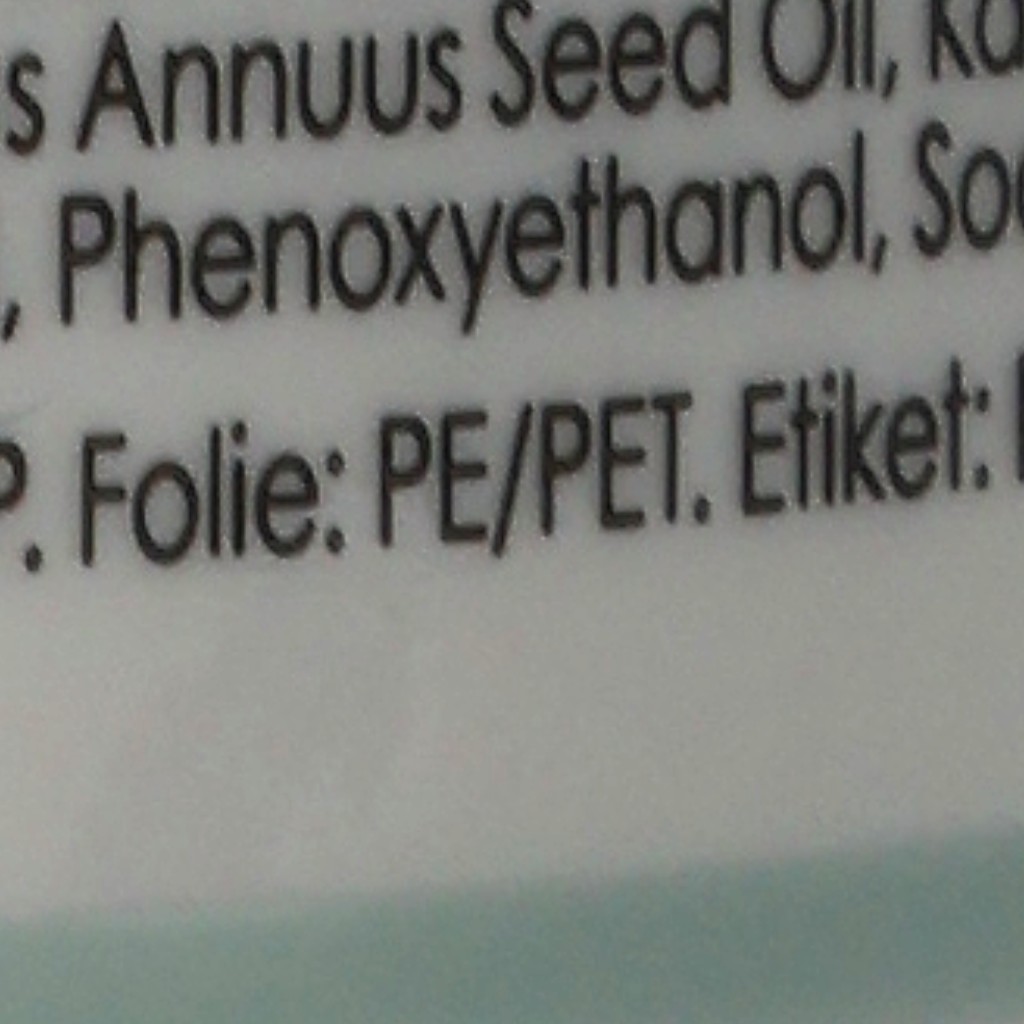 s Annuus Seed Oil,
, Phenoxyethanol,
P. Folie: PE/PET. Etiket: